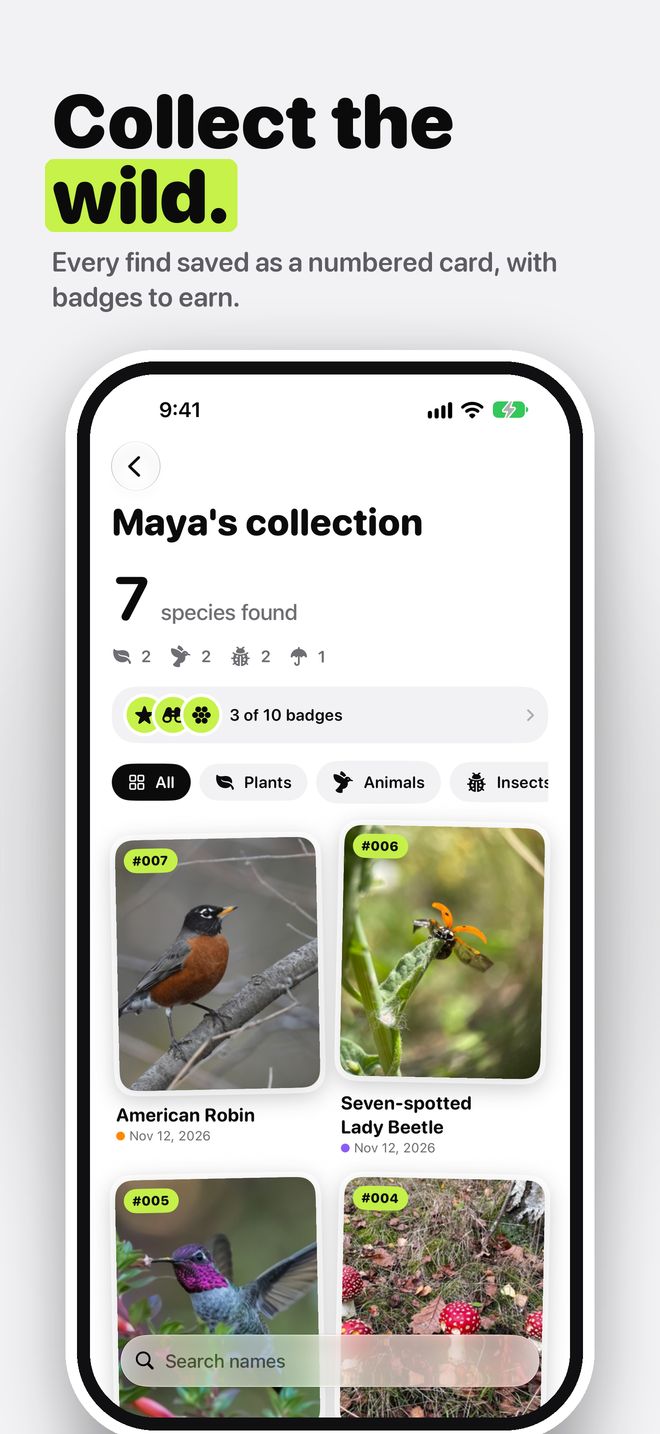 Collect the
wild.
Every find saved as a numbered card, with
badges to earn.
9:41
Maya's collection
7 species found
2 2 2 1
3 of 10 badges
All Plants Animals Insects
#007
#006
American Robin
Nov 12, 2026
Seven-spotted
Lady Beetle
Nov 12, 2026
#005
#004
Search names